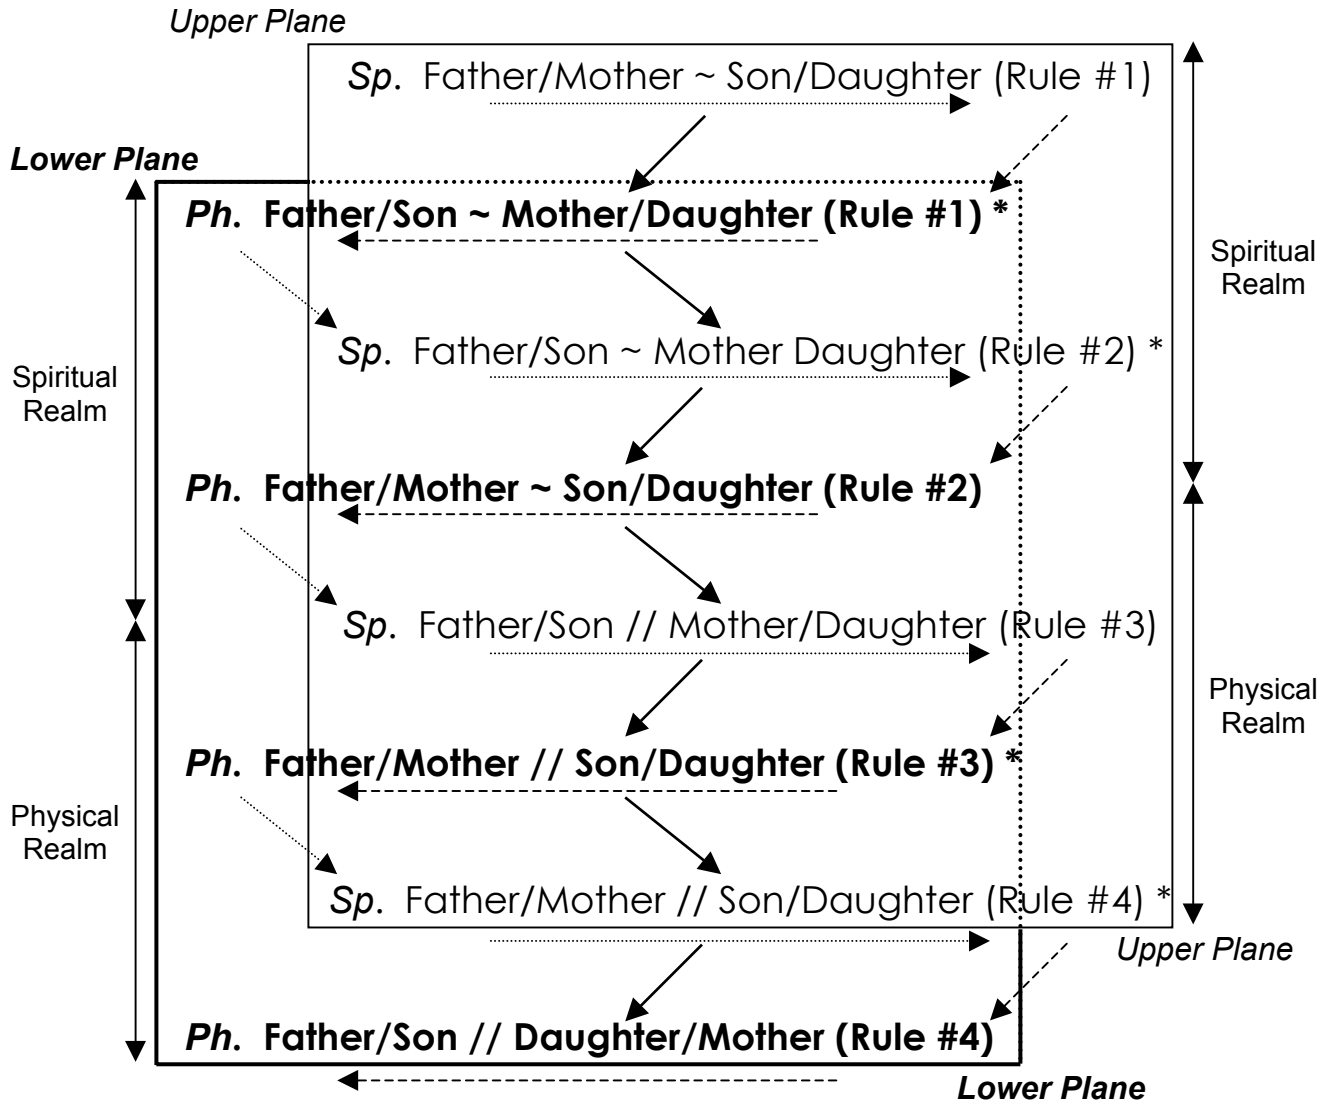 Upper Plane
Sp. Father/Mother ~ Son/Daughter (Rule #1)
Lower Plane
Ph. Father/Son ~ Mother/Daughter (Rule #1) *
Spiritual
Realm
Sp. Father/Son ~ Mother Daughter (Rule #2) *
Spiritual
Realm
Ph. Father/Mother ~ Son/Daughter (Rule #2)
Sp. Father/Son // Mother/Daughter (Rule #3)
Physical
Realm
Ph. Father/Mother // Son/Daughter (Rule #3) *
Physical
Realm
Sp. Father/Mother // Son/Daughter (Rule #4) *
Upper Plane
Ph. Father/Son // Daughter/Mother (Rule #4)
Lower Plane